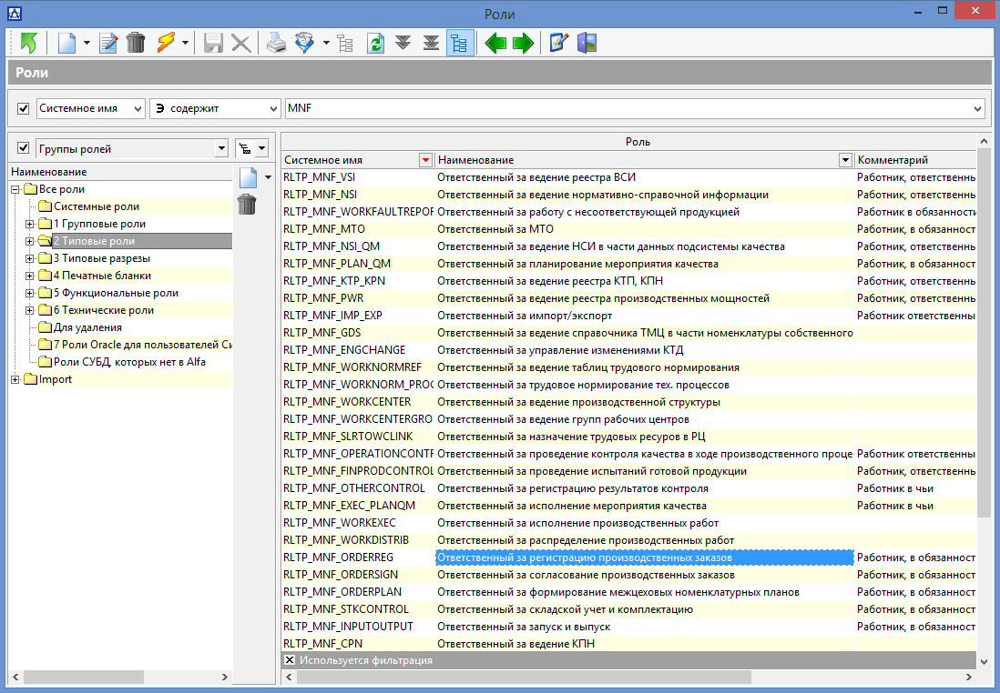 Роли
Роли
Системное имя содержит MNF
Группы ролей
Наименование
Все роли
Системные роли
1 Групповые роли
2 Типовые роли
3 Типовые разрезы
4 Печатные бланки
5 Функциональные роли
6 Технические роли
Для удаления
7 Роли Oracle для пользователей Си
Роли СУБД, которых нет в Alfa
Import
Роль
Системное имя Наименование Комментарий
RLTP_MNF_VSI Ответственный за ведение реестра ВСИ Работник, ответственнь
RLTP_MNF_NSI Ответственный за ведение нормативно-справочной информации Работник, ответственнь
RLTP_MNF_WORKFAULTREPOR Ответственный за работу с несоответствующей продукцией Работник в обязанности
RLTP_MNF_MTO Ответственный за МТО Работник, в обязанност
RLTP_MNF_NSI_QM Ответственный за ведение НСИ в части данных подсистемы качества Работник, ответственнь
RLTP_MNF_PLAN_QM Ответственный за планирование мероприятия качества Работник, в обязанност
RLTP_MNF_KTP_KPN Ответственный за ведение реестра КТП, КПН Работник, ответственнь
RLTP_MNF_PWR Ответственный за ведение реестра производственных мощностей Работник, в обязанност
RLTP_MNF_IMP_EXP Ответственный за импорт/экспорт Работник ответственны
RLTP_MNF_GDS Ответственный за ведение справочника ТМЦ в части номенклатуры собственного
RLTP_MNF_ENGCHANGE Ответственный за управление изменениями КТД
RLTP_MNF_WORKNORMREF Ответственный за ведение таблиц трудового нормирования
RLTP_MNF_WORKNORM_PROC Ответственный за трудовое нормирование тех. процессов
RLTP_MNF_WORKCENTER Ответственный за ведение производственной структуры
RLTP_MNF_WORKCENTERGRO Ответственный за ведение групп рабочих центров
RLTP_MNF_SLRTOWCLINK Ответственный за назначение трудовых ресуров в РЦ
RLTP_MNF_OPERATIONCONTR Ответственный за проведение контроля качества в ходе производственного проце Работник ответственны
RLTP_MNF_FINPRODCONTROL Ответственный за проведение испытаний готовой продукции Работник, ответственнь
RLTP_MNF_OTHERCONTROL Ответственный за регистрацию результатов контроля Работник в чьи
RLTP_MNF_EXEC_PLANQM Ответственный за исполнение мероприятия качества Работник в чьи
RLTP_MNF_WORKEXEC Ответственный за исполнение производственных работ
RLTP_MNF_WORKDISTRIB Ответственный за распределение производственных работ
RLTP_MNF_ORDERREG Ответственный за регистрацию производственных заказов Работник, в обязанност
RLTP_MNF_ORDERSIGN Ответственный за согласование производственных заказов Работник, в обязанност
RLTP_MNF_ORDERPLAN Ответственный за формирование межцеховых номенклатурных планов Работник, в обязанност
RLTP_MNF_STKCONTROL Ответственный за складской учет и комплектацию Работник, в обязанност
RLTP_MNF_INPUTOUTPUT Ответственный за запуск и выпуск Работник, в обязанност
RLTP_MNF_CPN Ответственный за ведение КПН
Используется фильтрация